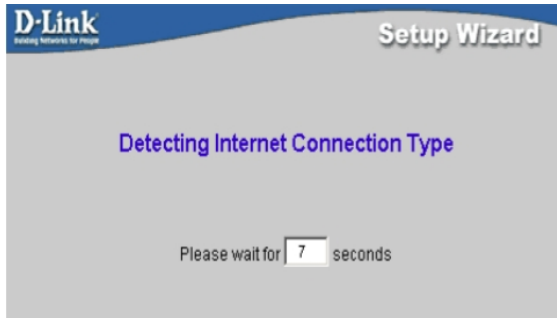 D-Link
Building Networks for People
Setup Wizard
Detecting Internet Connection Type
Please wait for 7 seconds